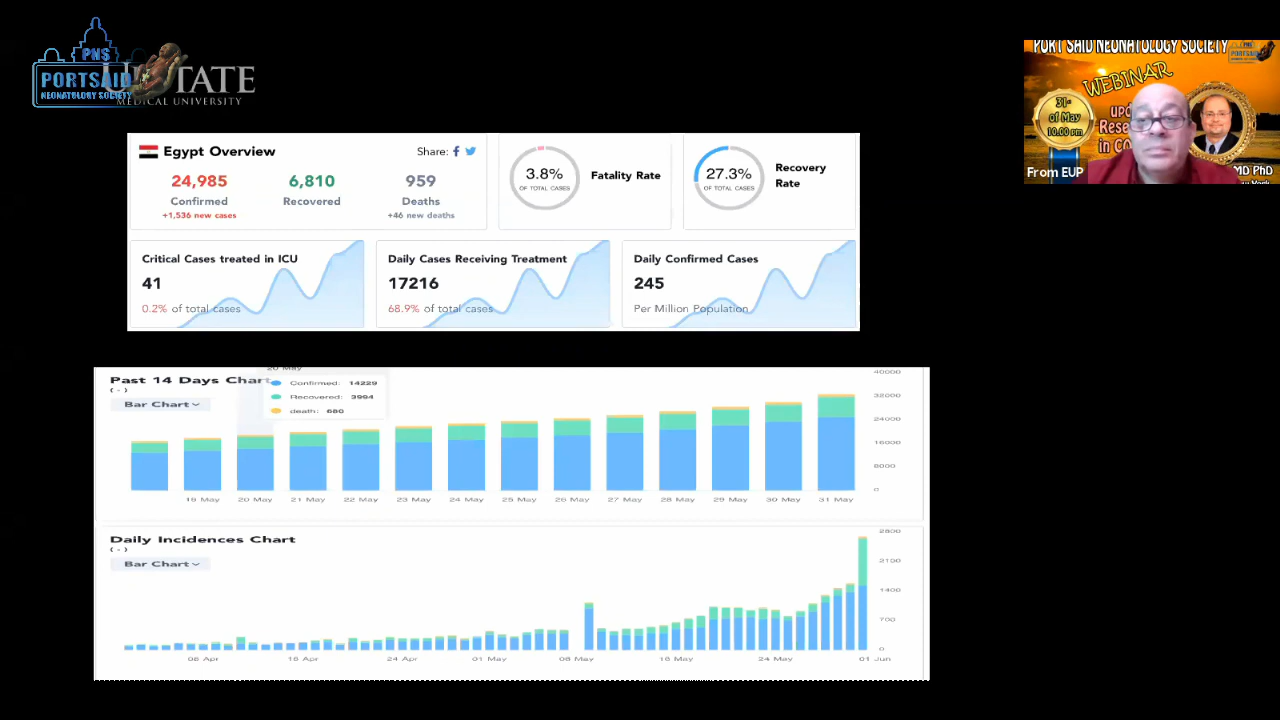 PNS
PORTSAID
NEONATOLOGY SOCIETY
TATE
MEDICAL UNIVERSITY
PORT SAID NEONATOLOGY SOCIETY
WEBINAR
31
of May
10.00 pm
in CO
From EUP
MD PhD
Egypt Overview
Share:
24,985
6,810
959
Confirmed
Recovered
Deaths
+1,536 new cases
+46 new deaths
3.8%
OF TOTAL CASES
Fatality Rate
27.3%
OF TOTAL CASES
Recovery
Rate
Critical Cases treated in ICU
41
0.2% of total cases
Daily Cases Receiving Treatment
17216
68.9% of total cases
Daily Confirmed Cases
245
Per Million Population
Past 14 Days Chart
( - )
Bar Chart
20 May
Confirmed: 14229
Recovered: 3994
death: 680
40000
32000
24000
16000
8000
0
19 May 20 May 21 May 22 May 23 May 24 May 25 May 26 May 27 May 28 May 29 May 30 May 31 May
Daily Incidences Chart
( - )
Bar Chart
2800
2100
1400
700
0
08 Apr 16 Apr 24 Apr 01 May 08 May 16 May 24 May 01 Jun